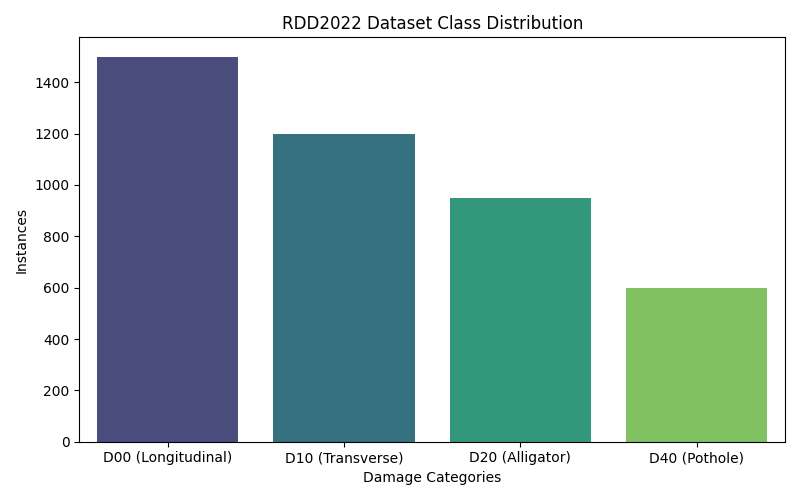 RDD2022 Dataset Class Distribution
1400
1200
1000
800
600
400
200
0
Instances
D00 (Longitudinal)
D10 (Transverse)
D20 (Alligator)
D40 (Pothole)
Damage Categories